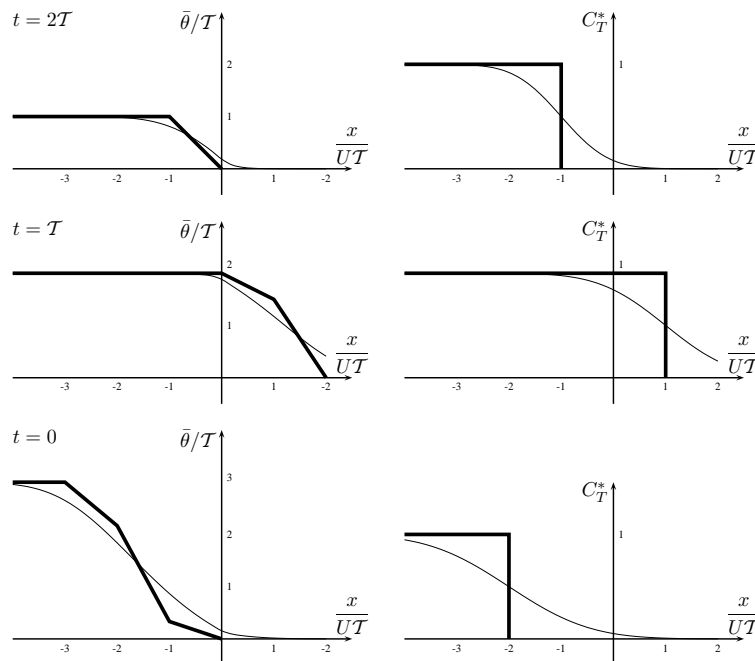 t = 2𝒯
θ̄/𝒯
2
1
x
U𝒯
-3 -2 -1 1 -2
C*_T
1
x
U𝒯
-3 -2 -1 1 2
t = 𝒯
θ̄/𝒯
2
1
x
U𝒯
-3 -2 -1 1 -2
C*_T
1
x
U𝒯
-3 -2 -1 1 2
t = 0
θ̄/𝒯
3
2
1
x
U𝒯
-3 -2 -1 1 -2
C*_T
1
x
U𝒯
-3 -2 -1 1 2